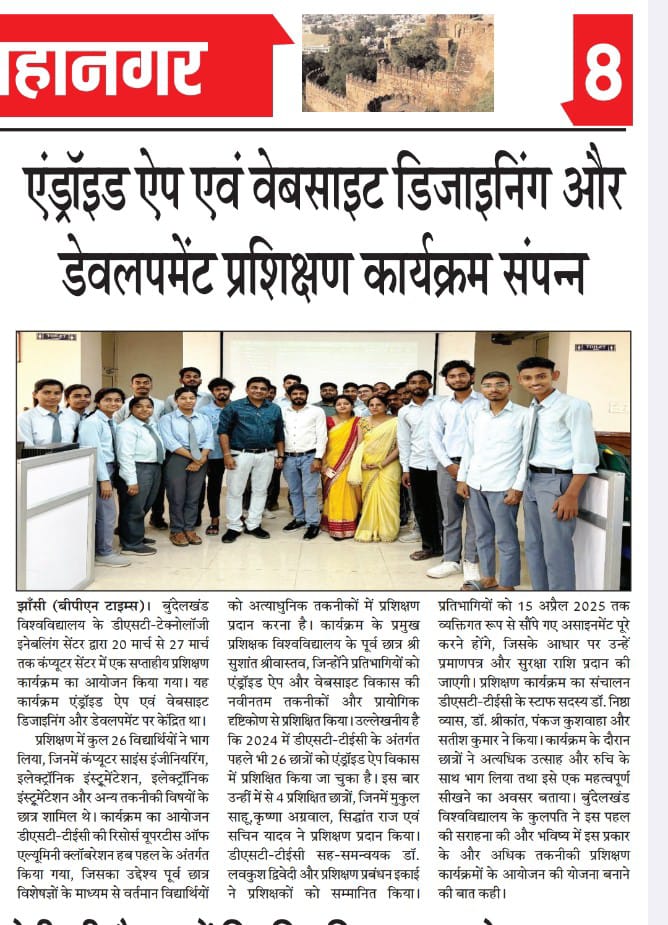 महानगर
8
एंड्रॉइड ऐप एवं वेबसाइट डिजाइनिंग और
डेवलपमेंट प्रशिक्षण कार्यक्रम संपन्न
TOILET
TOILET
झाँसी (बीपीएन टाइम्स)। बुंदेलखंड
विश्वविद्यालय के डीएसटी-टेक्नोलॉजी
इनेबलिंग सेंटर द्वारा 20 मार्च से 27 मार्च
तक कंप्यूटर सेंटर में एक सप्ताहीय प्रशिक्षण
कार्यक्रम का आयोजन किया गया। यह
कार्यक्रम एंड्रॉइड ऐप एवं वेबसाइट
डिजाइनिंग और डेवलपमेंट पर केंद्रित था।
प्रशिक्षण में कुल 26 विद्यार्थियों ने भाग
लिया, जिनमें कंप्यूटर साइंस इंजीनियरिंग,
इलेक्ट्रॉनिक इंस्ट्रूमेंटेशन, इलेक्ट्रॉनिक
इंस्ट्रूमेंटेशन और अन्य तकनीकी विषयों के
छात्र शामिल थे। कार्यक्रम का आयोजन
डीएसटी-टीईसी की रिसोर्स यूपरटीस ऑफ
एल्यूमिनी क्लॉबरेशन हब पहल के अंतर्गत
किया गया, जिसका उद्देश्य पूर्व छात्र
विशेषज्ञों के माध्यम से वर्तमान विद्यार्थियों
को अत्याधुनिक तकनीकों में प्रशिक्षण
प्रदान करना है। कार्यक्रम के प्रमुख
प्रशिक्षक विश्वविद्यालय के पूर्व छात्र श्री
सुशांत श्रीवास्तव, जिन्होंने प्रतिभागियों को
एंड्रॉइड ऐप और वेबसाइट विकास की
नवीनतम तकनीकों और प्रायोगिक
दृष्टिकोण से प्रशिक्षित किया। उल्लेखनीय है
कि 2024 में डीएसटी-टीईसी के अंतर्गत
पहले भी 26 छात्रों को एंड्रॉइड ऐप विकास
में प्रशिक्षित किया जा चुका है। इस बार
उन्हीं में से 4 प्रशिक्षित छात्रों, जिनमें मुकुल
साहू, कृष्णा अग्रवाल, सिद्धांत राज एवं
सचिन यादव ने प्रशिक्षण प्रदान किया।
डीएसटी-टीईसी सह-समन्वयक डॉ.
लवकुश द्विवेदी और प्रशिक्षण प्रबंधन इकाई
ने प्रशिक्षकों को सम्मानित किया।
प्रतिभागियों को 15 अप्रैल 2025 तक
व्यक्तिगत रूप से सौंपे गए असाइनमेंट पूरे
करने होंगे, जिसके आधार पर उन्हें
प्रमाणपत्र और सुरक्षा राशि प्रदान की
जाएगी। प्रशिक्षण कार्यक्रम का संचालन
डीएसटी-टीईसी के स्टाफ सदस्य डॉ. निष्ठा
व्यास, डॉ. श्रीकांत, पंकज कुशवाहा और
सतीश कुमार ने किया। कार्यक्रम के दौरान
छात्रों ने अत्यधिक उत्साह और रुचि के
साथ भाग लिया तथा इसे एक महत्वपूर्ण
सीखने का अवसर बताया। बुंदेलखंड
विश्वविद्यालय के कुलपति ने इस पहल
की सराहना की और भविष्य में इस प्रकार
के और अधिक तकनीकी प्रशिक्षण
कार्यक्रमों के आयोजन की योजना बनाने
की बात कही।